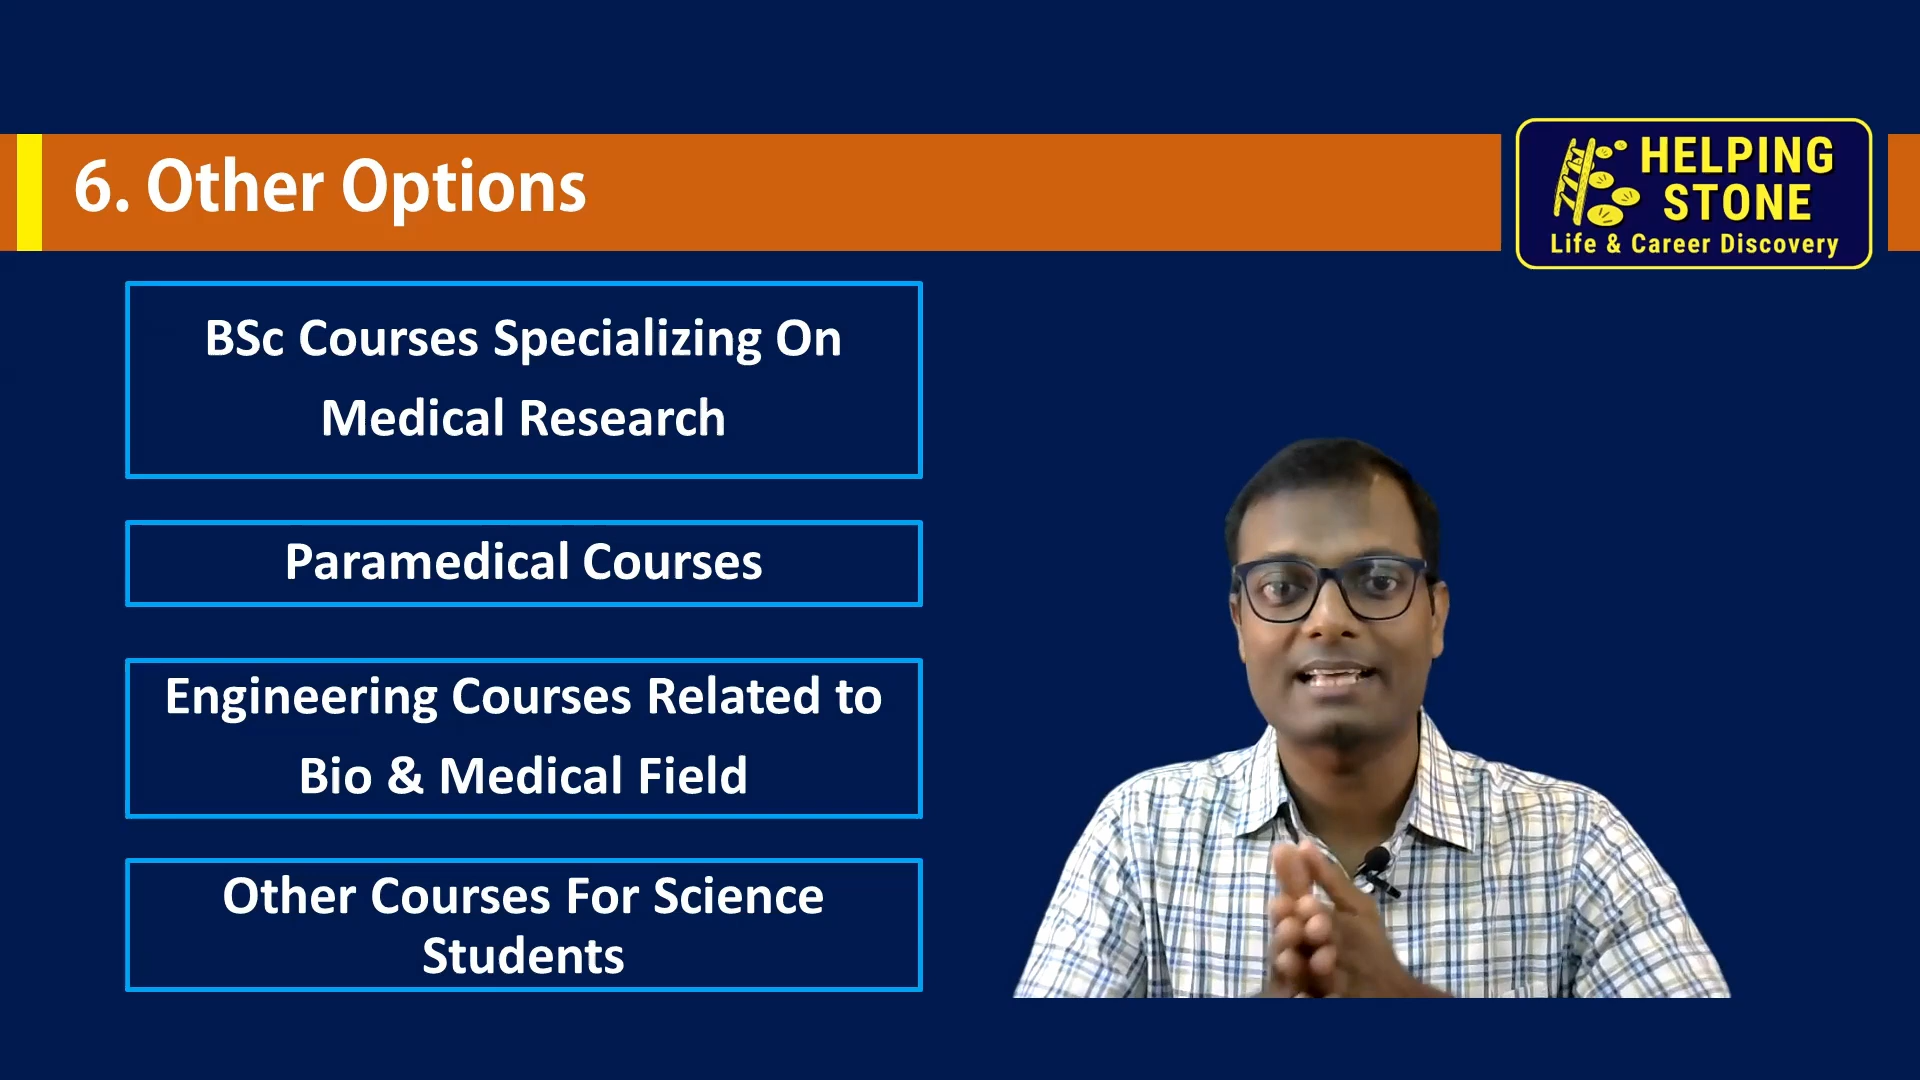 6. Other Options
HELPING
STONE
Life & Career Discovery
BSc Courses Specializing On
Medical Research
Paramedical Courses
Engineering Courses Related to
Bio & Medical Field
Other Courses For Science
Students